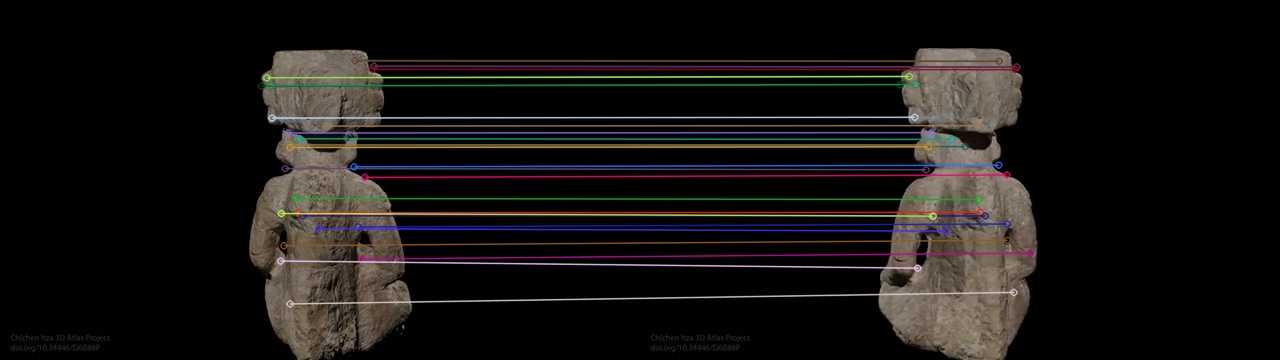 Chichen Itza 3D Atlas Project
doi.org/10.34946/D6B88P
Chichen Itza 3D Atlas Project
doi.org/10.34946/D6B88P